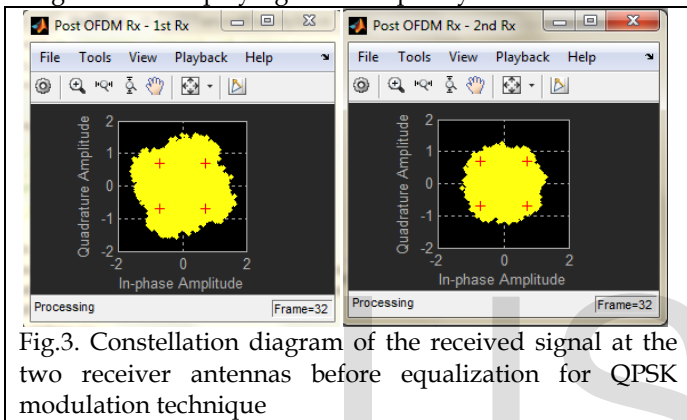 Post OFDM Rx - 1st Rx
File Tools View Playback Help
Quadrature Amplitude
2
1
0
-1
-2
-2 0 2
In-phase Amplitude
Processing Frame=32
Post OFDM Rx - 2nd Rx
File Tools View Playback Help
Quadrature Amplitude
2
1
0
-1
-2
-2 0 2
In-phase Amplitude
Processing Frame=32
Fig.3. Constellation diagram of the received signal at the
two receiver antennas before equalization for QPSK
modulation technique